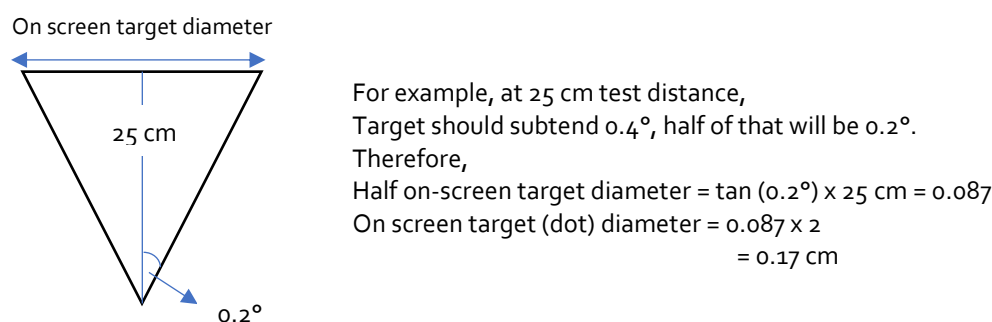 On screen target diameter
25 cm
0.2°
For example, at 25 cm test distance,
Target should subtend 0.4°, half of that will be 0.2°.
Therefore,
Half on-screen target diameter = tan (0.2°) x 25 cm = 0.087
On screen target (dot) diameter = 0.087 x 2
= 0.17 cm